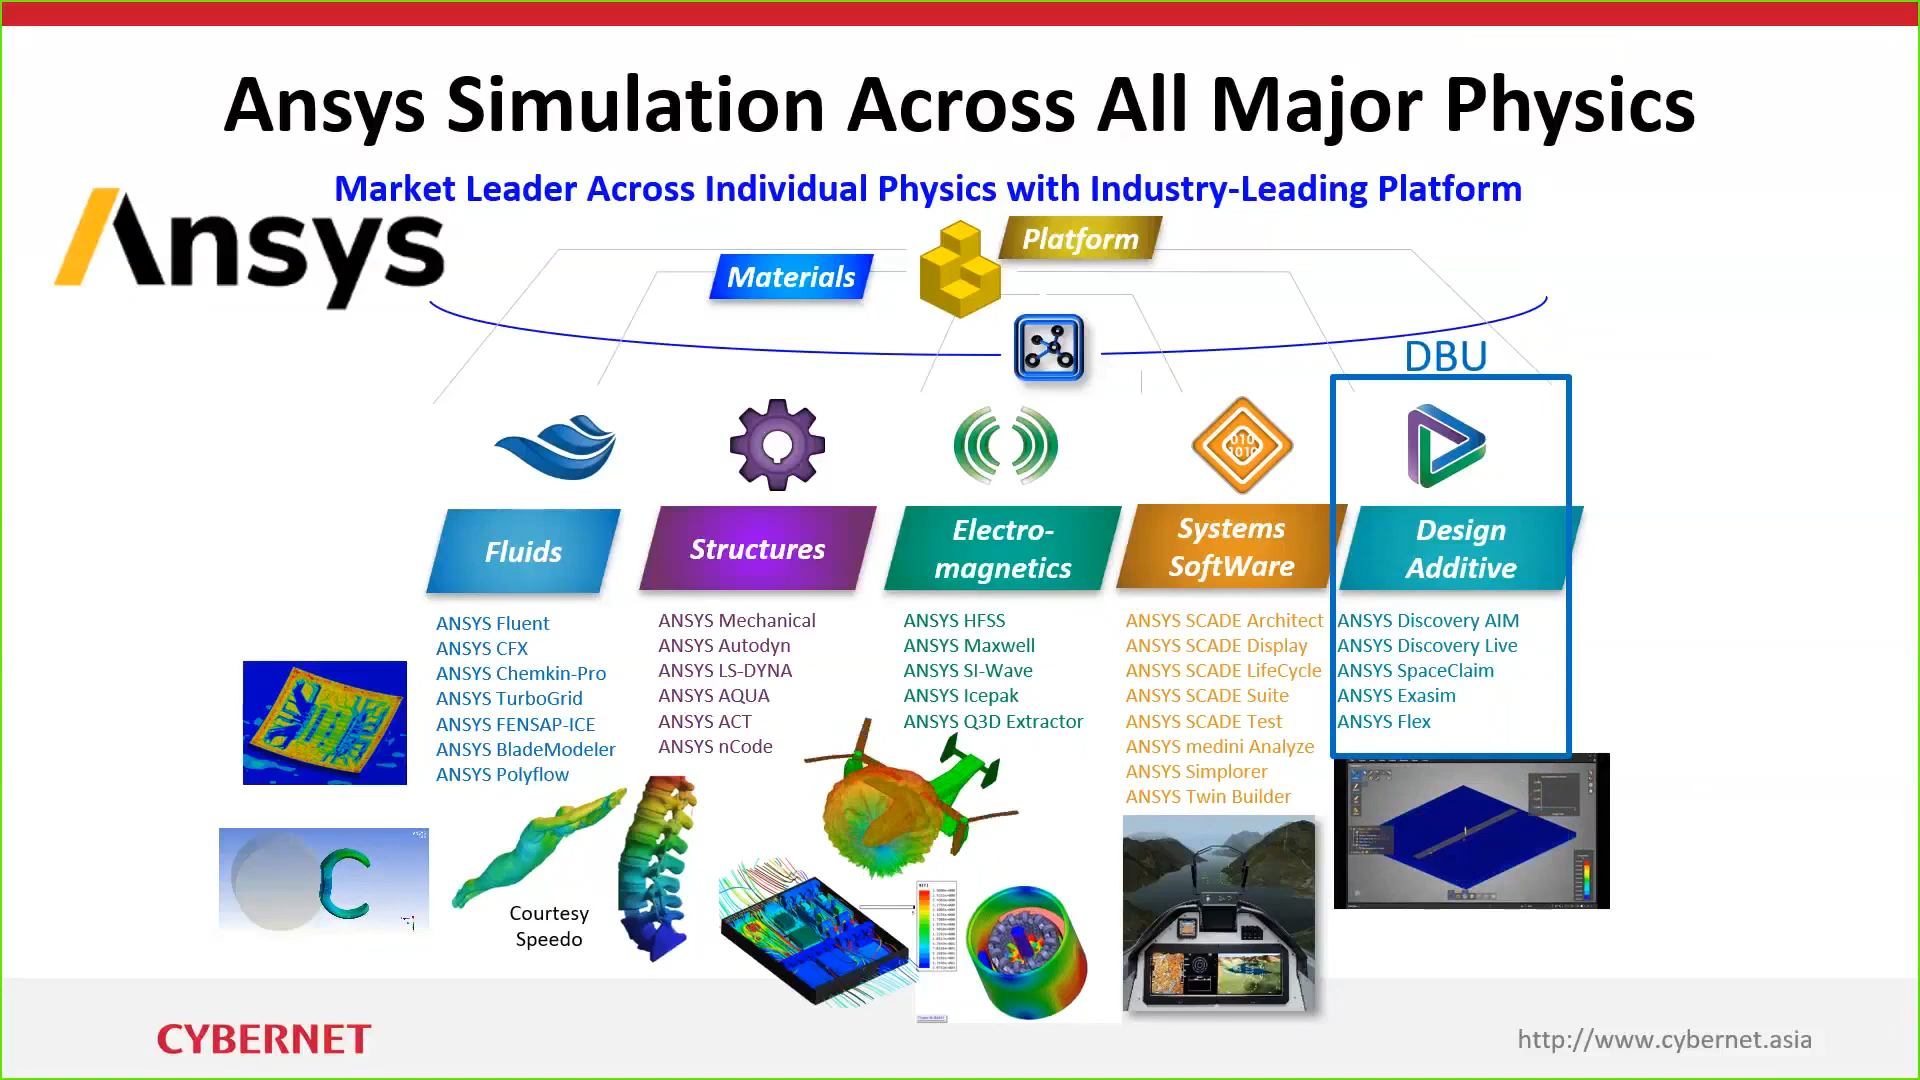 Ansys Simulation Across All Major Physics
Market Leader Across Individual Physics with Industry-Leading Platform
Ansys
Platform
Materials
DBU
010
1010
Fluids
Structures
Electro-
magnetics
Systems
SoftWare
Design
Additive
ANSYS Fluent
ANSYS CFX
ANSYS Chemkin-Pro
ANSYS TurboGrid
ANSYS FENSAP-ICE
ANSYS BladeModeler
ANSYS Polyflow
ANSYS Mechanical
ANSYS Autodyn
ANSYS LS-DYNA
ANSYS AQUA
ANSYS ACT
ANSYS nCode
ANSYS HFSS
ANSYS Maxwell
ANSYS SI-Wave
ANSYS Icepak
ANSYS Q3D Extractor
ANSYS SCADE Architect
ANSYS SCADE Display
ANSYS SCADE LifeCycle
ANSYS SCADE Suite
ANSYS SCADE Test
ANSYS medini Analyze
ANSYS Simplorer
ANSYS Twin Builder
ANSYS Discovery AIM
ANSYS Discovery Live
ANSYS SpaceClaim
ANSYS Exasim
ANSYS Flex
Courtesy
Speedo
CYBERNET
http://www.cybernet.asia